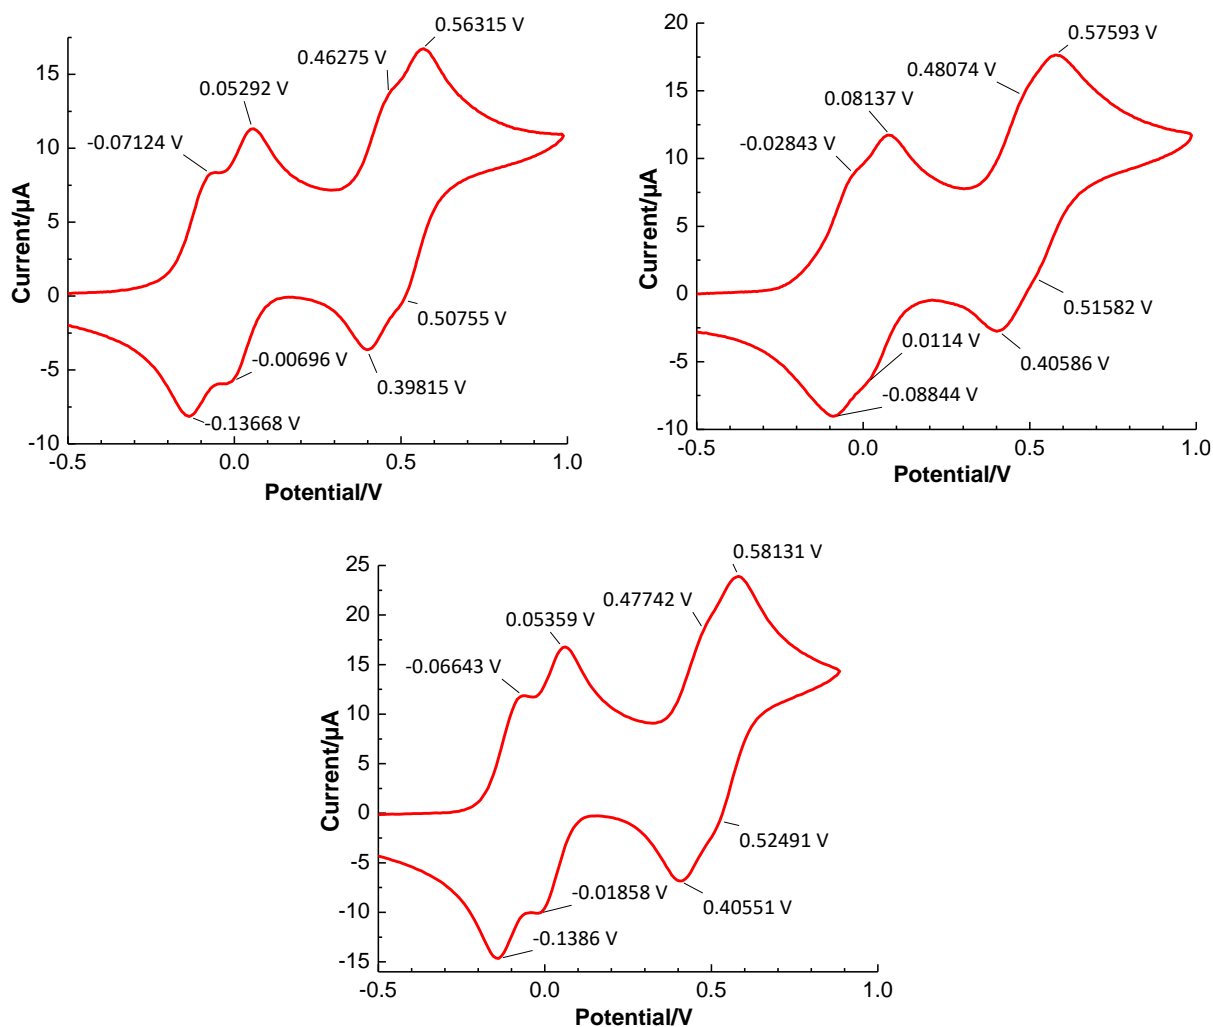 0.56315 V
0.46275 V
0.05292 V
-0.07124 V
15
10
5
0
-5
-10
Current/µA
0.50755 V
-0.00696 V
0.39815 V
-0.13668 V
-0.5
0.0
0.5
1.0
Potential/V
20
0.57593 V
0.48074 V
0.08137 V
-0.02843 V
15
10
5
0
-5
-10
Current/µA
0.51582 V
0.0114 V
0.40586 V
-0.08844 V
-0.5
0.0
0.5
1.0
Potential/V
25
0.58131 V
0.47742 V
0.05359 V
-0.06643 V
20
15
10
5
0
-5
-10
-15
Current/µA
0.52491 V
-0.01858 V
0.40551 V
-0.1386 V
-0.5
0.0
0.5
1.0
Potential/V